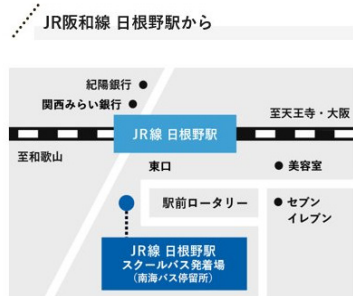 JR阪和線 日根野駅から
紀陽銀行
関西みらい銀行
JR線 日根野駅
至天王寺・大阪
至和歌山
東口
美容室
駅前ロータリー
セブン
イレブン
JR線 日根野駅
スクールバス発着場
(南海バス停留所)